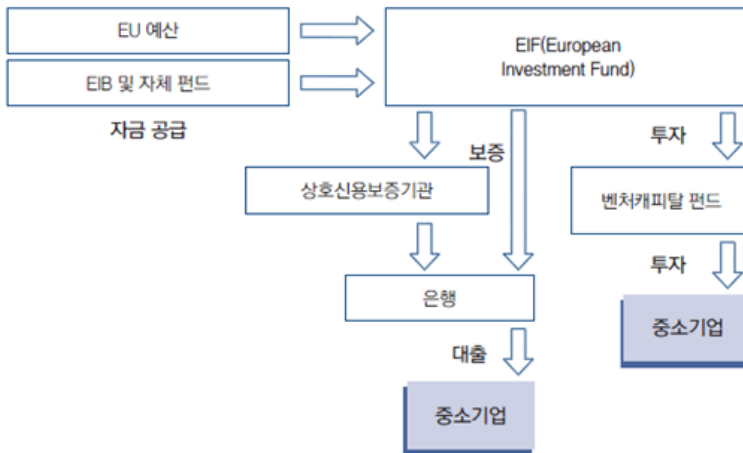 EU 예산
EIF(European
Investment Fund)
EIB 및 자체 펀드
자금 공급
보증
투자
상호신용보증기관
벤처캐피탈 펀드
투자
은행
중소기업
대출
중소기업